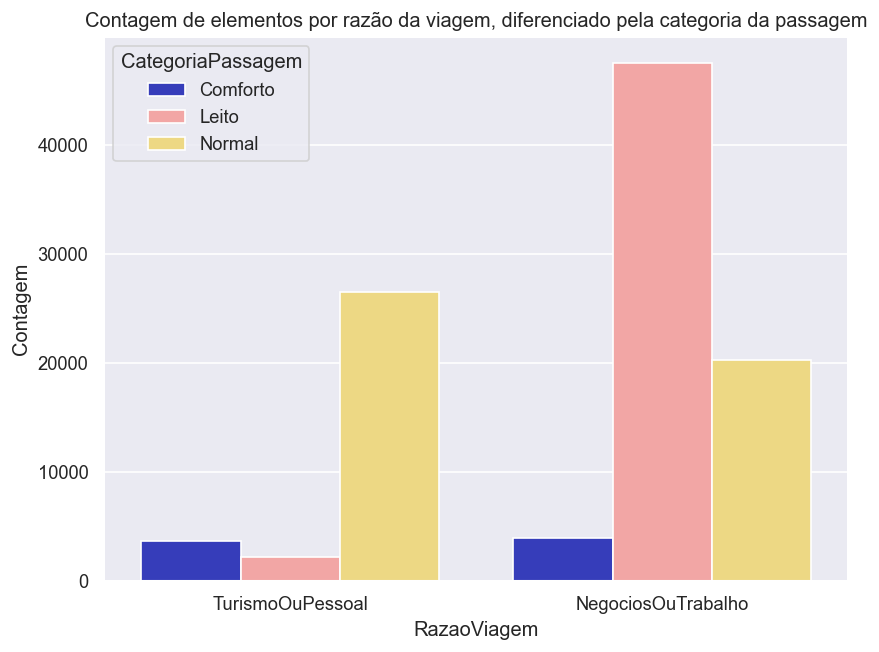 Contagem de elementos por razão da viagem, diferenciado pela categoria da passagem
CategoriaPassagem
Comforto
Leito
Normal
40000
30000
20000
10000
0
Contagem
TurismoOuPessoal
NegociosOuTrabalho
RazaoViagem